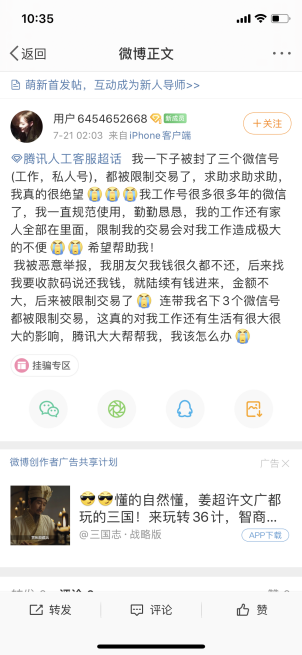 10:35
返回
微博正文
萌新首发帖，互动成为新人导师>>
用户6454652668
新成员
7-21 02:03 来自iPhone客户端
+关注
腾讯人工客服超话 我一下子被封了三个微信号
(工作，私人号)，都被限制交易了，求助求助求助，
我真的很绝望😭😭😭我工作号很多很多年的微信
了，我一直规范使用，勤勤恳恳，我的工作还有家
人全部在里面，限制我的交易会对我工作造成极大
的不便😭😭 希望帮助我！
我被恶意举报，我朋友欠我钱很久都不还，后来找
我要收款码说还我钱，就陆续有钱进来，金额不
大，后来被限制交易了😭 连带我名下3个微信号
都被限制交易，这真的对我工作还有生活有很大很
大的影响，腾讯大大帮帮我，我该怎么办😭
挂骗专区
微博创作者广告共享计划
广告
😎😎懂的自然懂，姜超许文广都
玩的三国！来玩转36计，智商...
@三国志·战略版
APP下载
转发
评论
赞